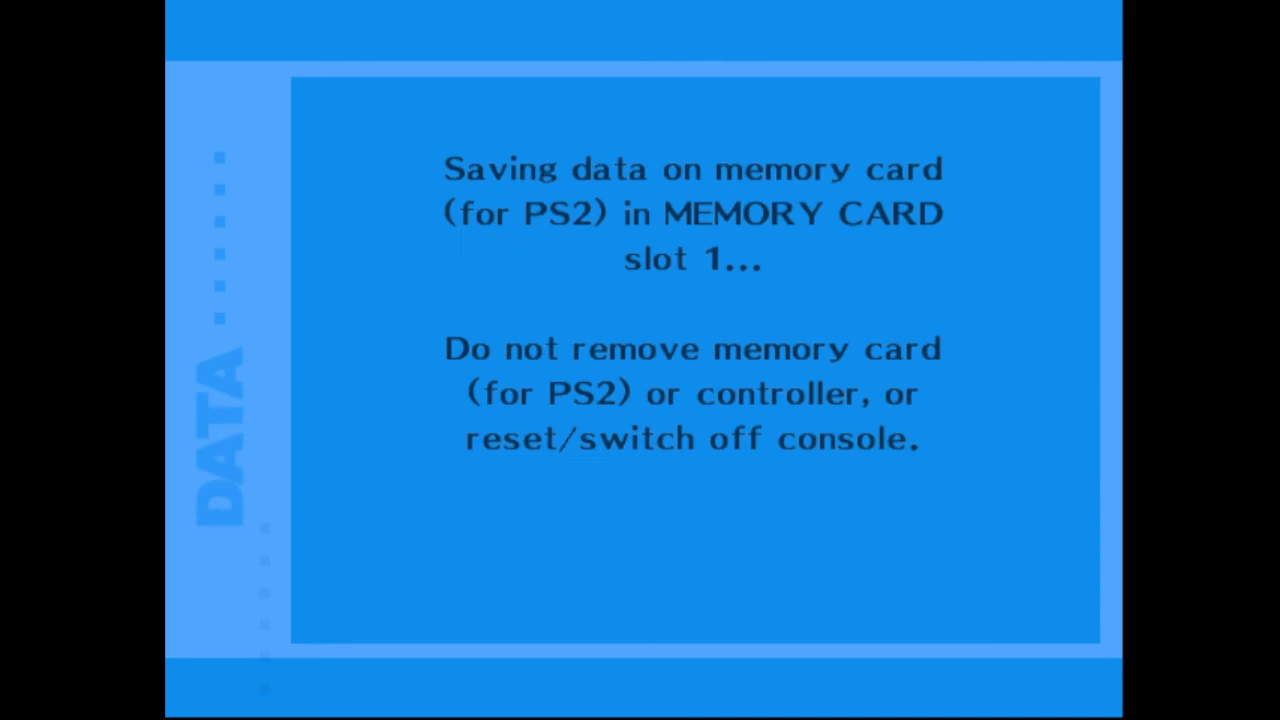 Saving data on memory card
(for PS2) in MEMORY CARD
slot 1...
Do not remove memory card
(for PS2) or controller, or
reset/switch off console.
DATA